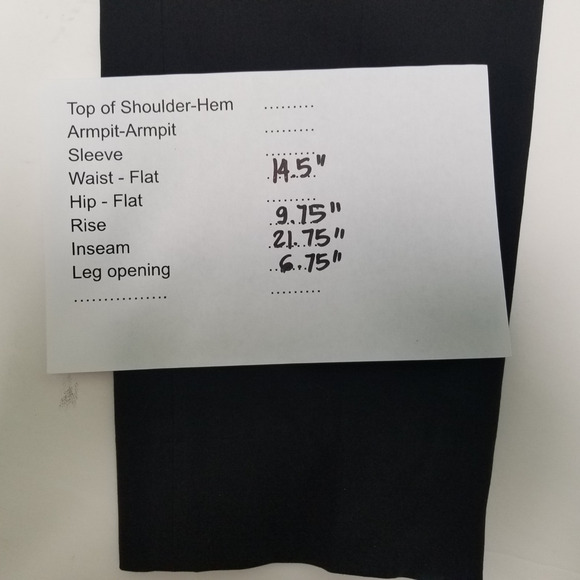 Top of Shoulder-Hem .........
Armpit-Armpit .........
Sleeve .........
Waist - Flat 14.5"
Hip - Flat .........
Rise 9.75"
Inseam 21.75"
Leg opening 6.75"
................ .........